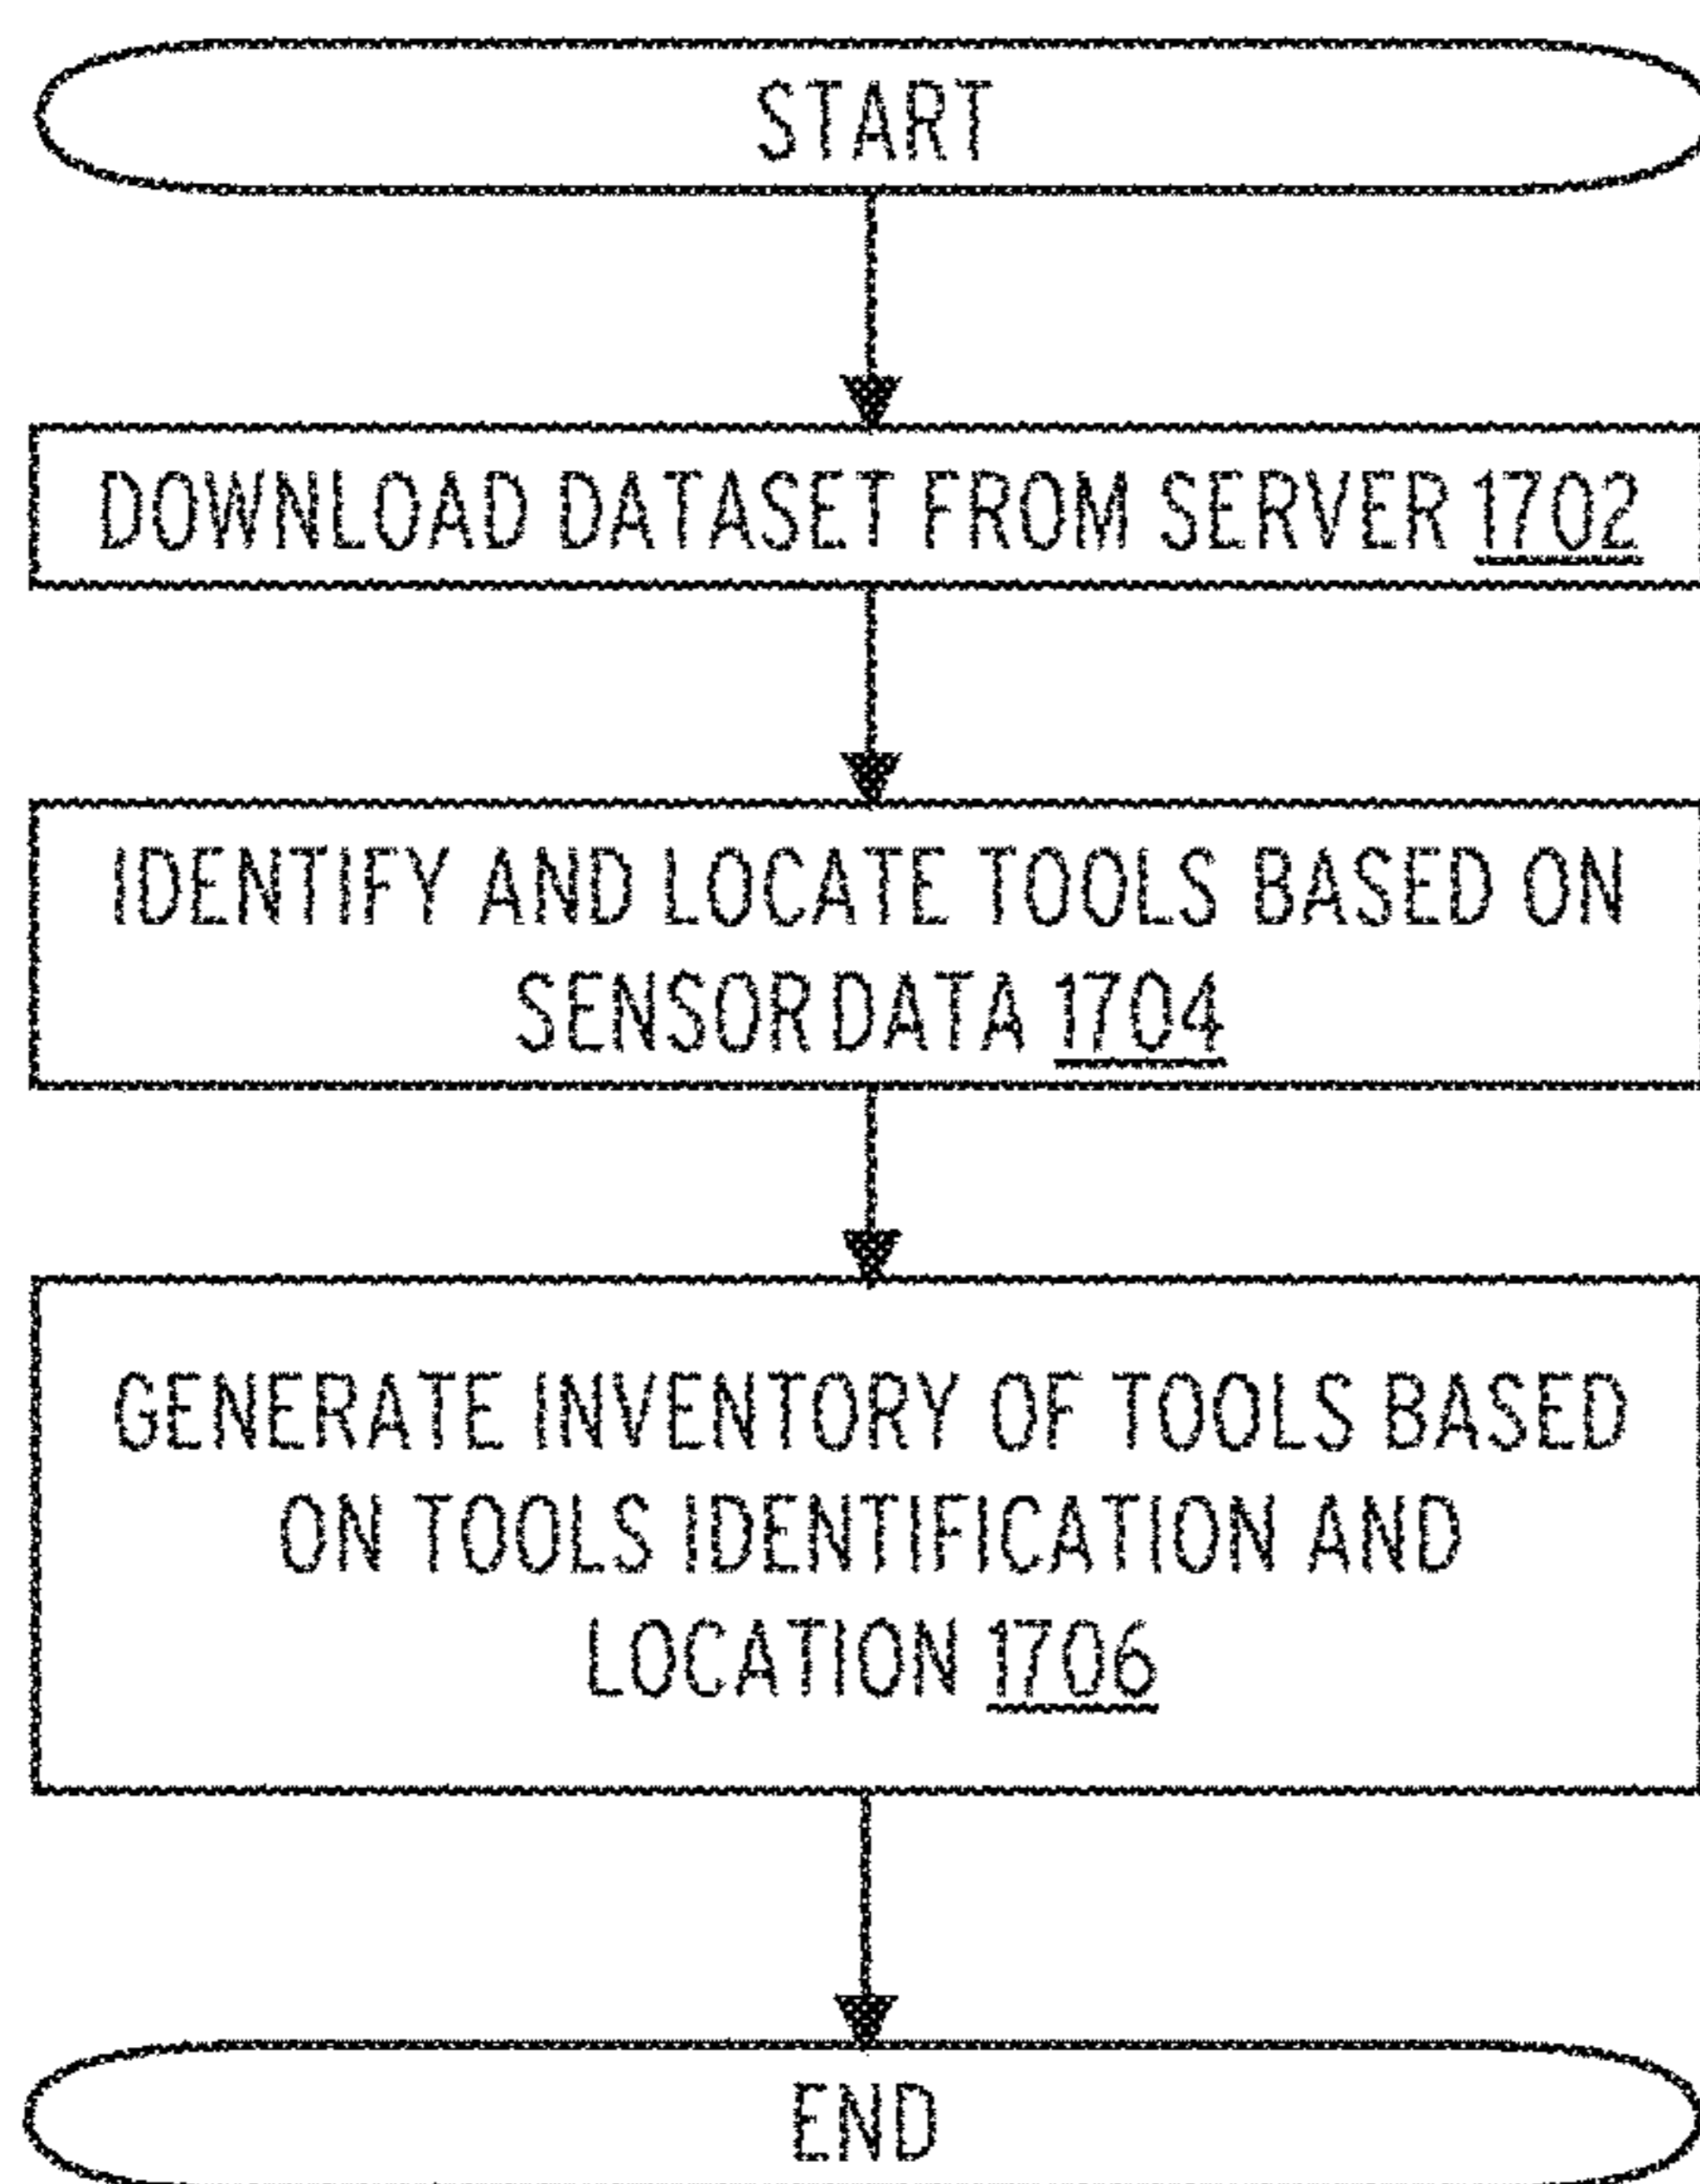 START
DOWNLOAD DATASET FROM SERVER 1702
IDENTIFY AND LOCATE TOOLS BASED ON
SENSOR DATA 1704
GENERATE INVENTORY OF TOOLS BASED
ON TOOLS IDENTIFICATION AND
LOCATION 1706
END